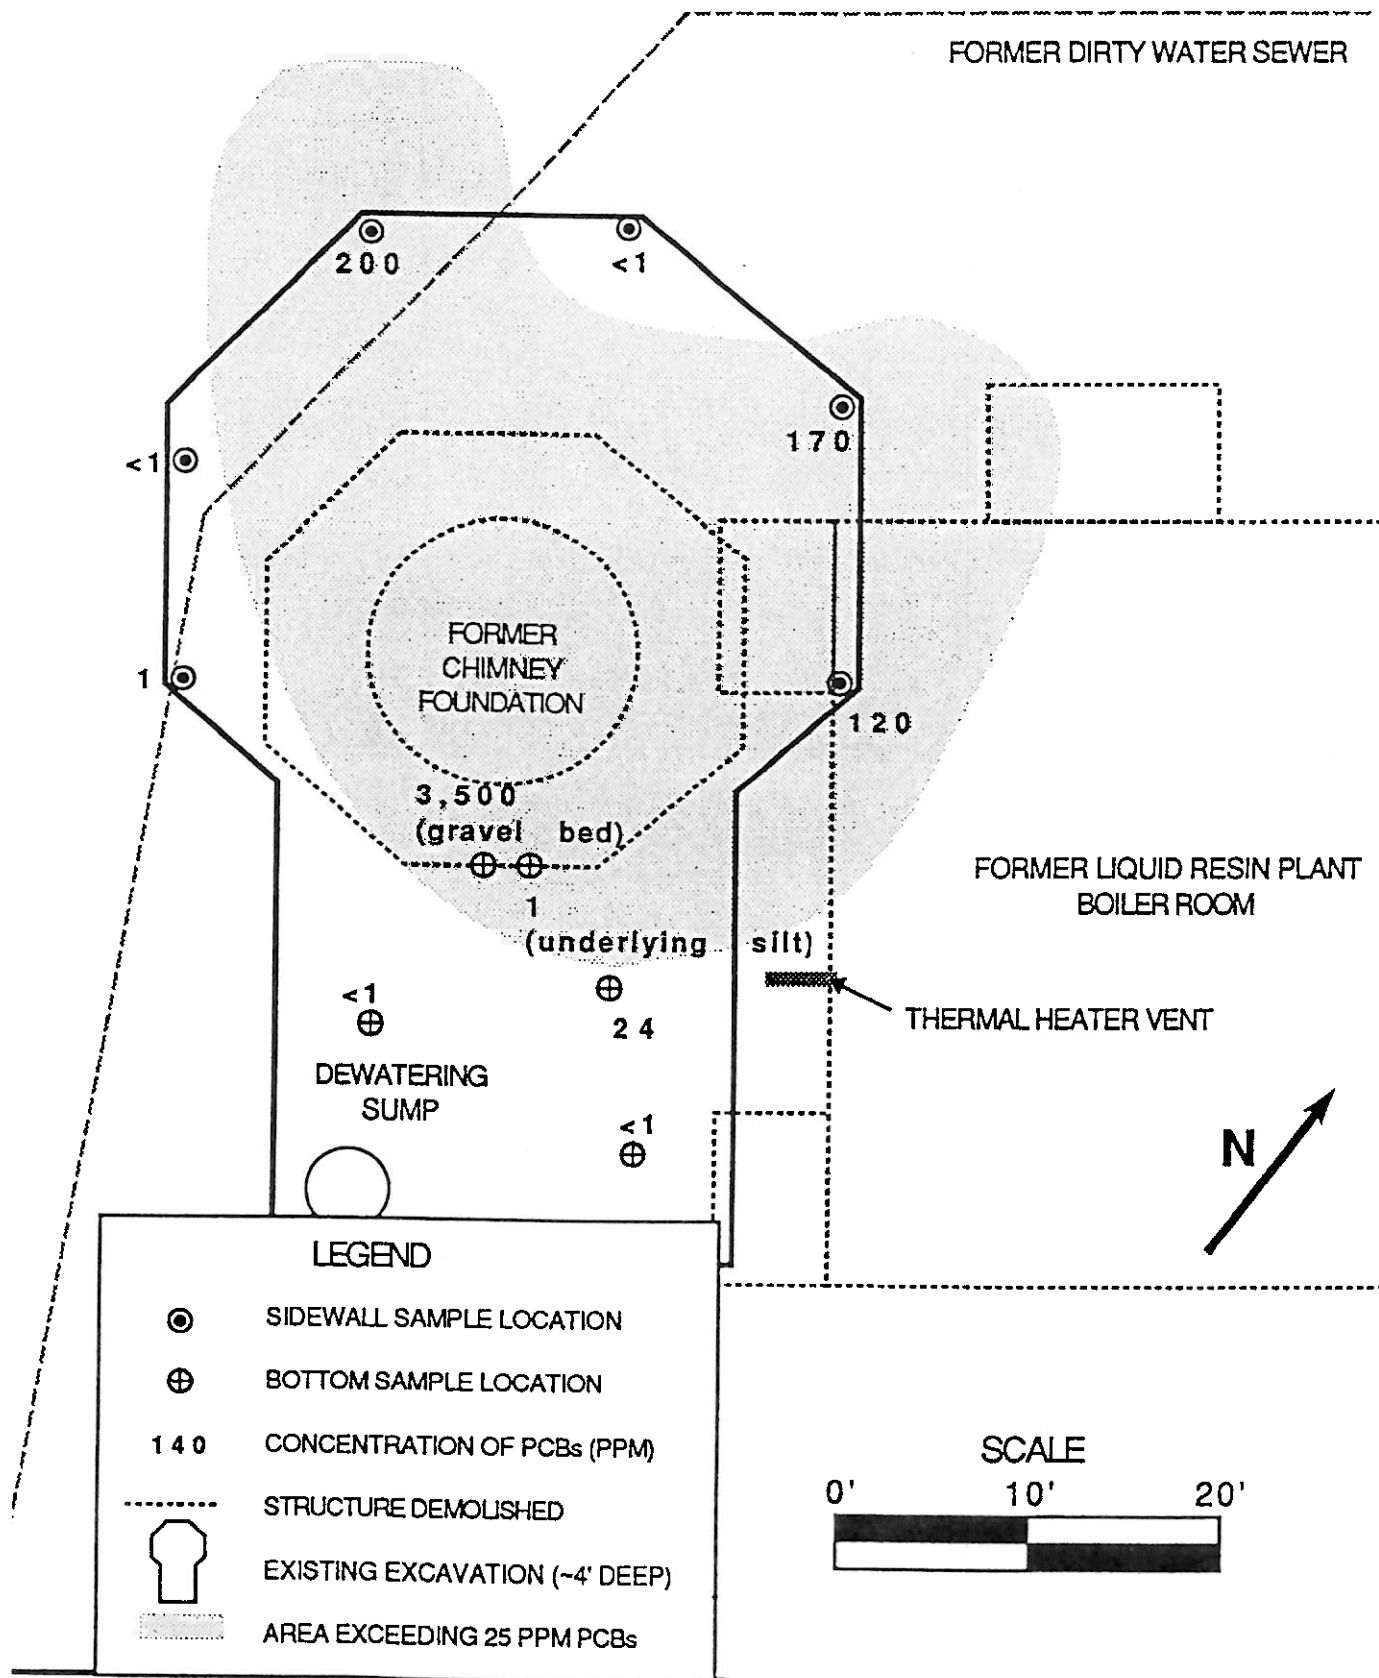 FORMER DIRTY WATER SEWER
200
<1
170
<1
FORMER
CHIMNEY
FOUNDATION
1
120
3,500
(gravel bed)
1
(underlying silt)
FORMER LIQUID RESIN PLANT
BOILER ROOM
<1
24
THERMAL HEATER VENT
DEWATERING
SUMP
<1
N
LEGEND
SIDEWALL SAMPLE LOCATION
BOTTOM SAMPLE LOCATION
140 CONCENTRATION OF PCBs (PPM)
STRUCTURE DEMOLISHED
EXISTING EXCAVATION (~4' DEEP)
AREA EXCEEDING 25 PPM PCBs
SCALE
0' 10' 20'